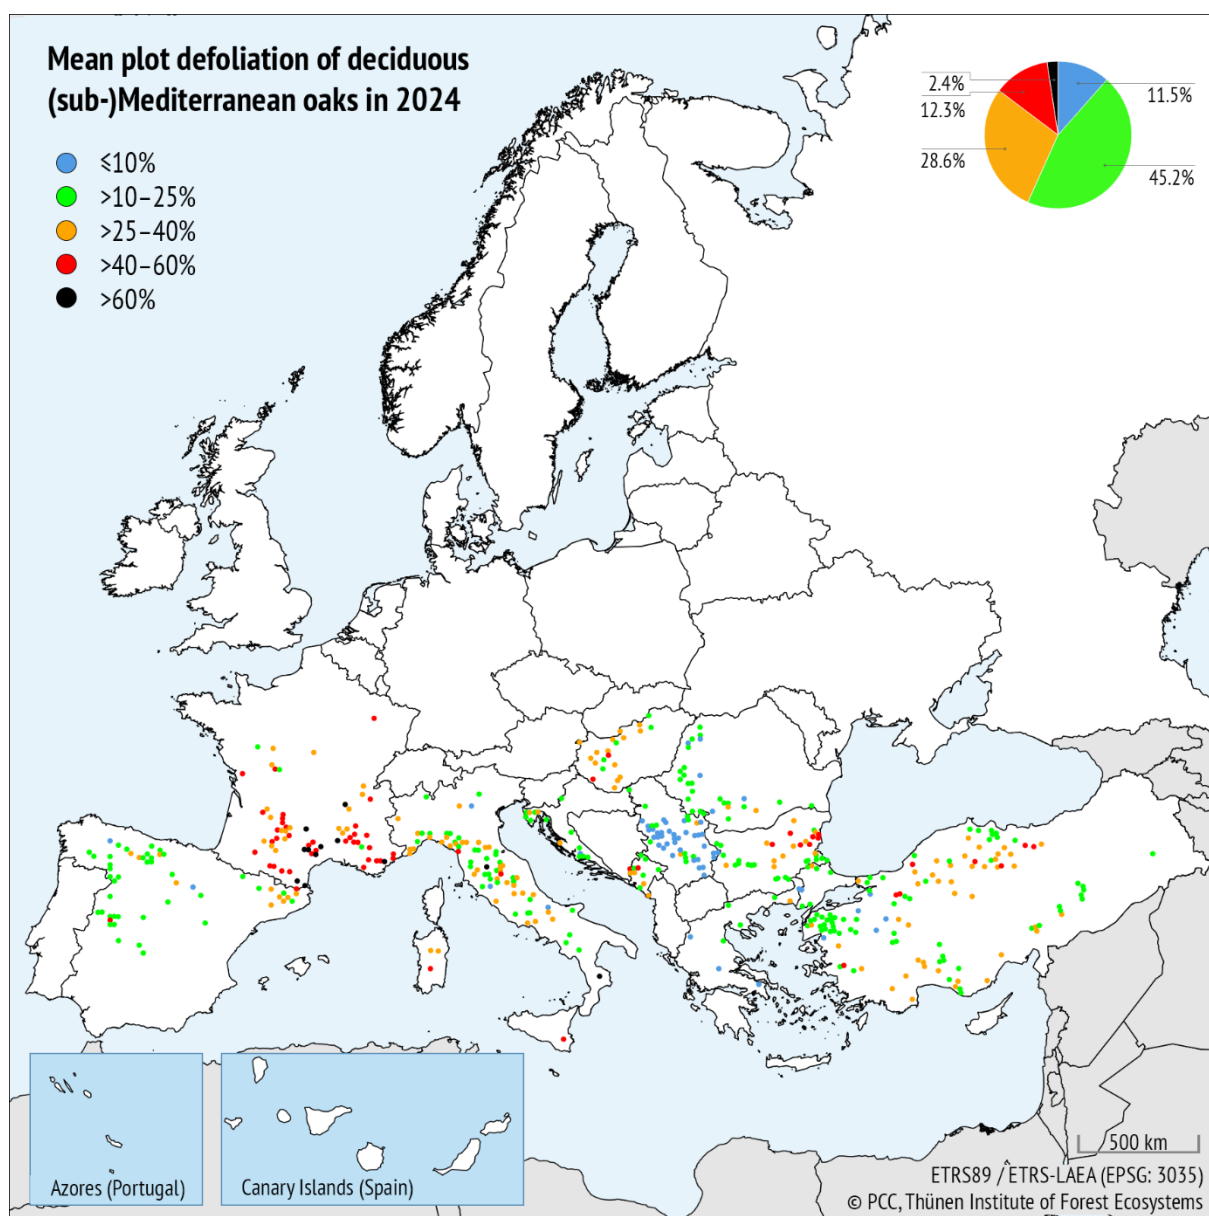 Mean plot defoliation of deciduous
(sub-)Mediterranean oaks in 2024
≤10%
>10–25%
>25–40%
>40–60%
>60%
2.4%
12.3%
28.6%
11.5%
45.2%
Azores (Portugal)
Canary Islands (Spain)
500 km
ETRS89 / ETRS-LAEA (EPSG: 3035)
© PCC, Thünen Institute of Forest Ecosystems